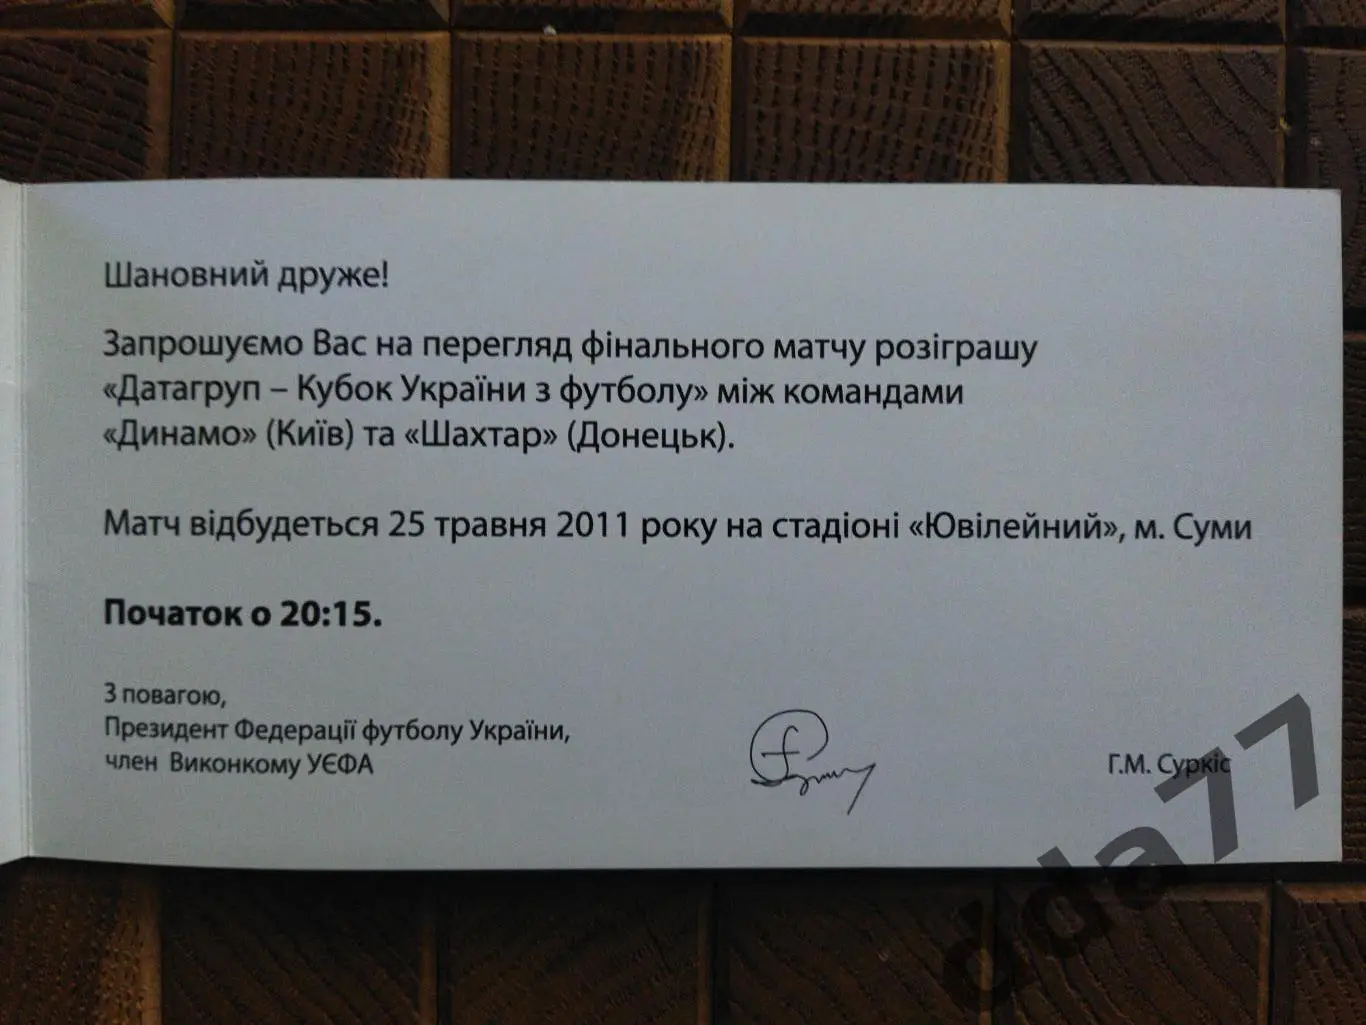 Шановний друже!
Запрошуємо Вас на перегляд фінального матчу розіграшу
«Датагруп – Кубок України з футболу» між командами
«Динамо» (Київ) та «Шахтар» (Донецьк).
Матч відбудеться 25 травня 2011 року на стадіоні «Ювілейний», м. Суми
Початок о 20:15.
З повагою,
Президент Федерації футболу України,
член Виконкому УЄФА
Г.М. Суркіс
dda77